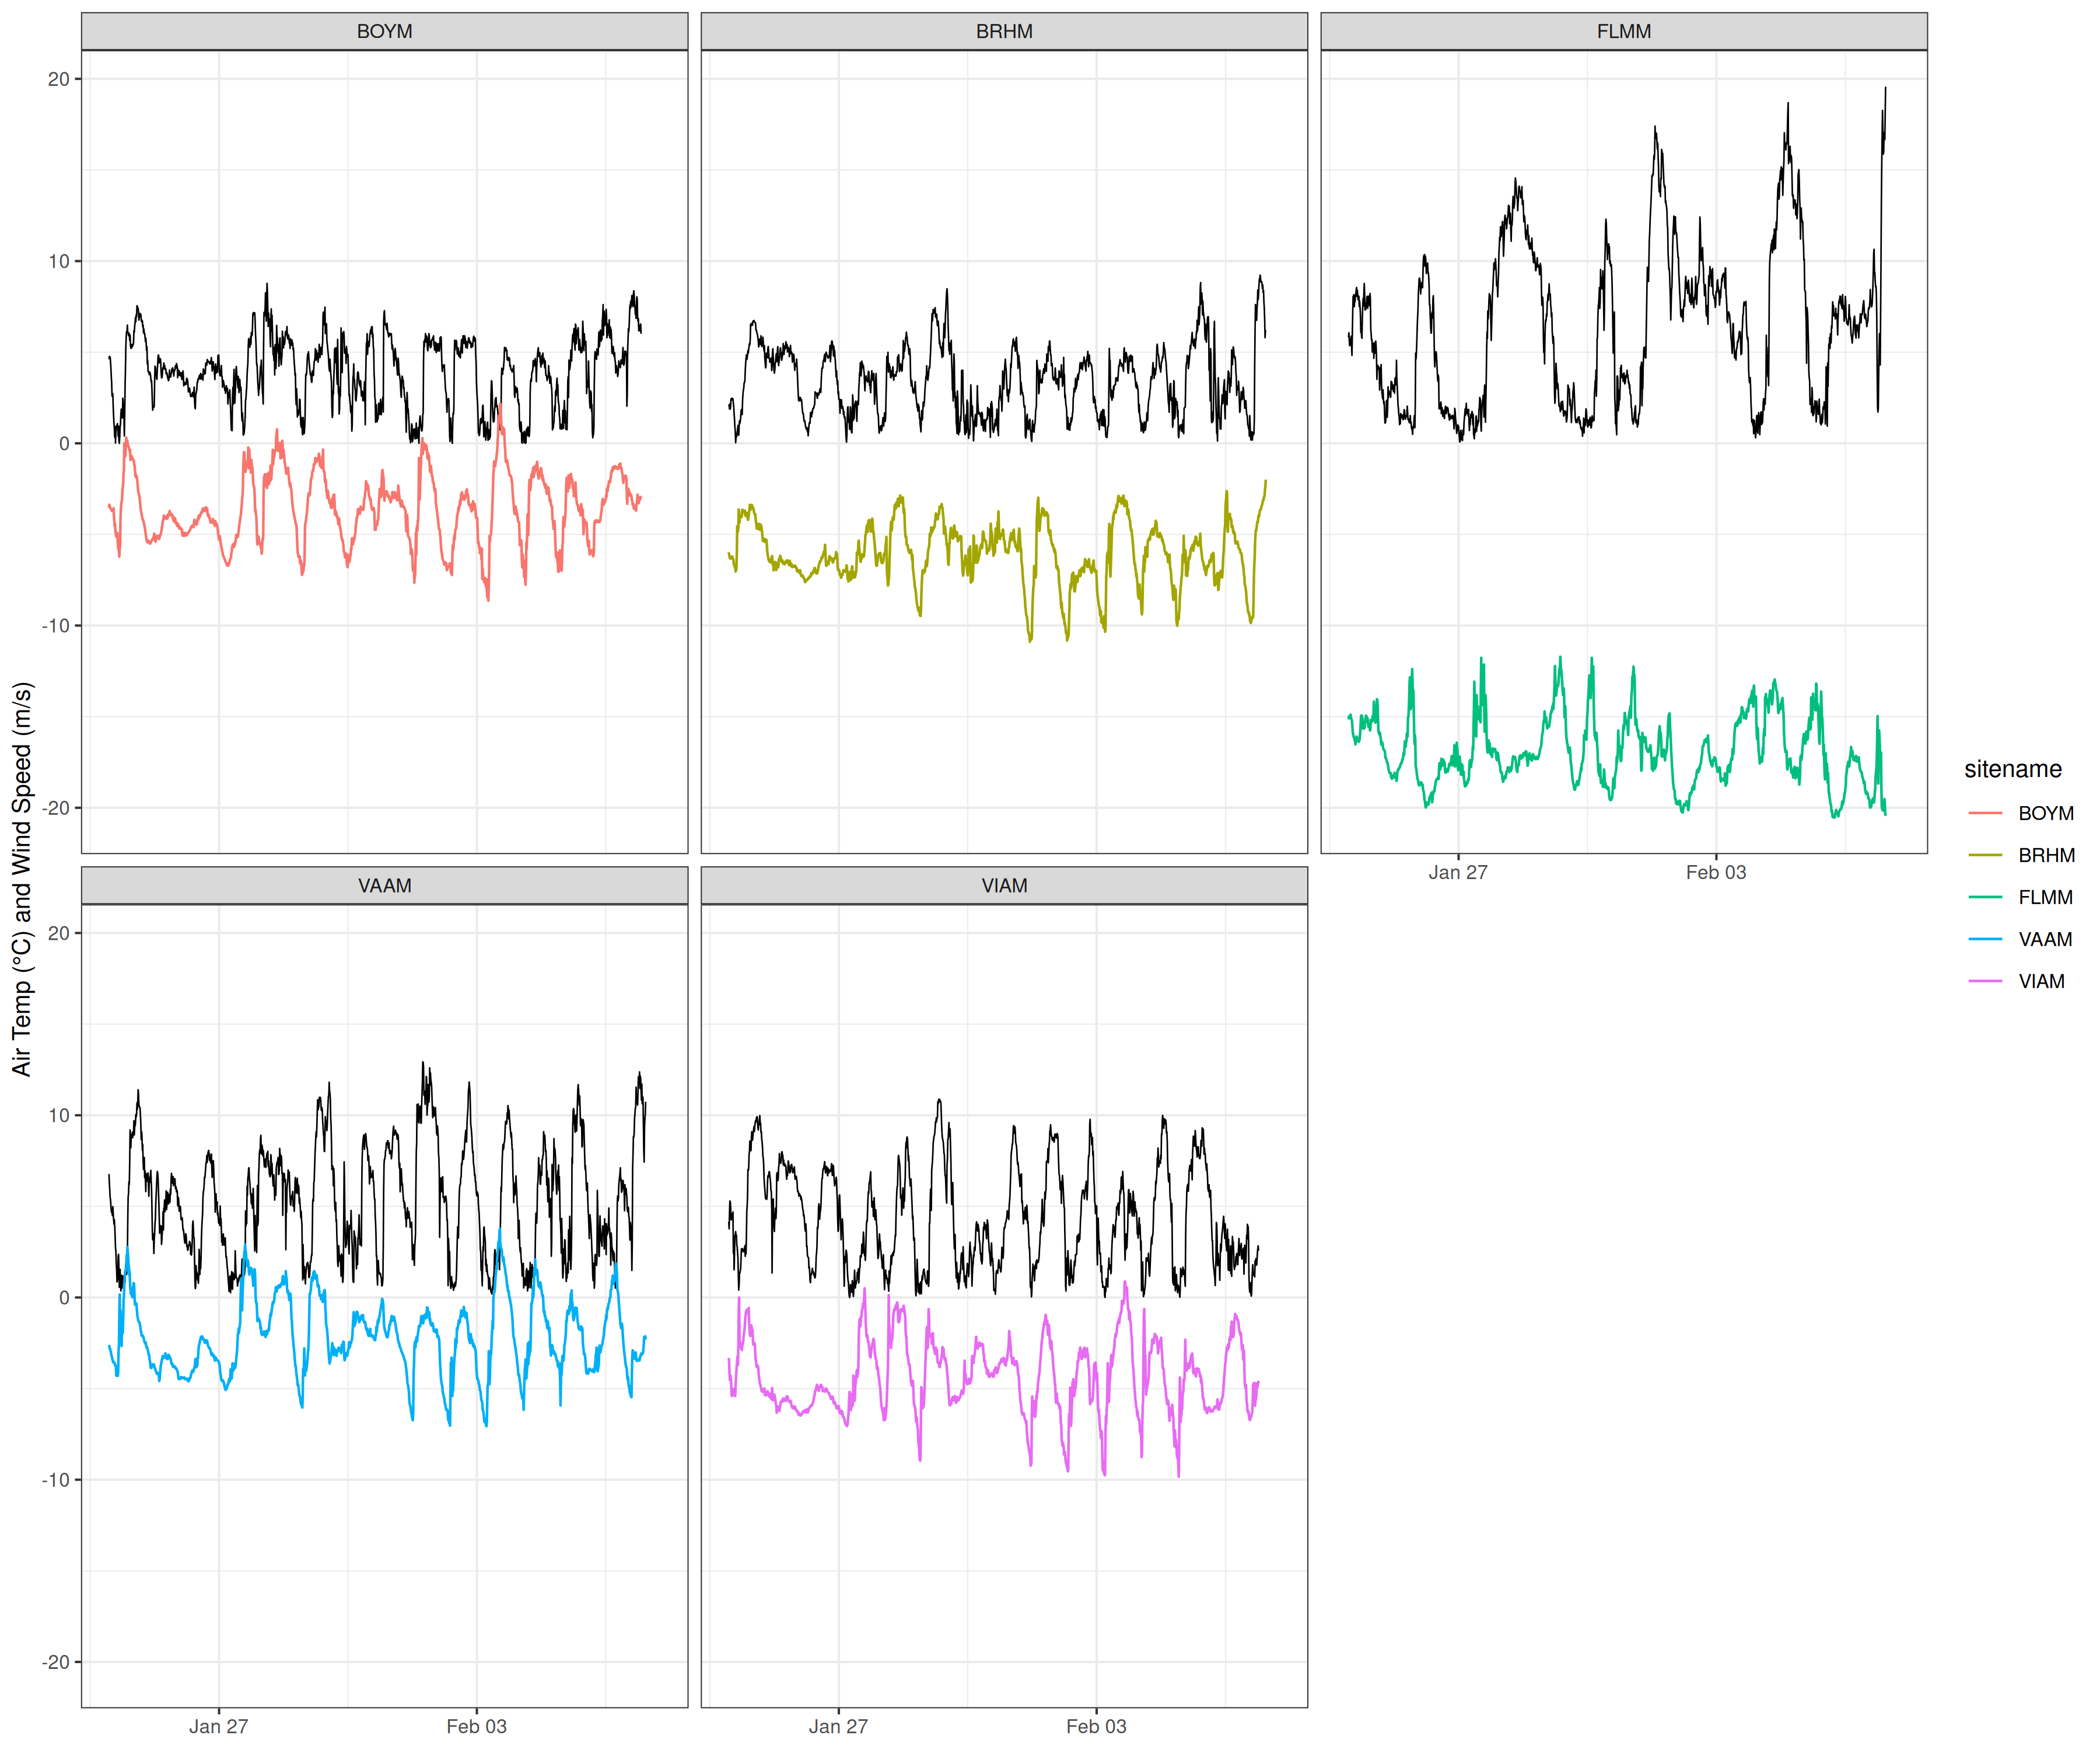 BOYM
BRHM
FLMM
20
10
0
-10
-20
Jan 27
Feb 03
VAAM
VIAM
20
10
0
-10
-20
Jan 27
Feb 03
Jan 27
Feb 03
Air Temp (°C) and Wind Speed (m/s)
sitename
BOYM
BRHM
FLMM
VAAM
VIAM